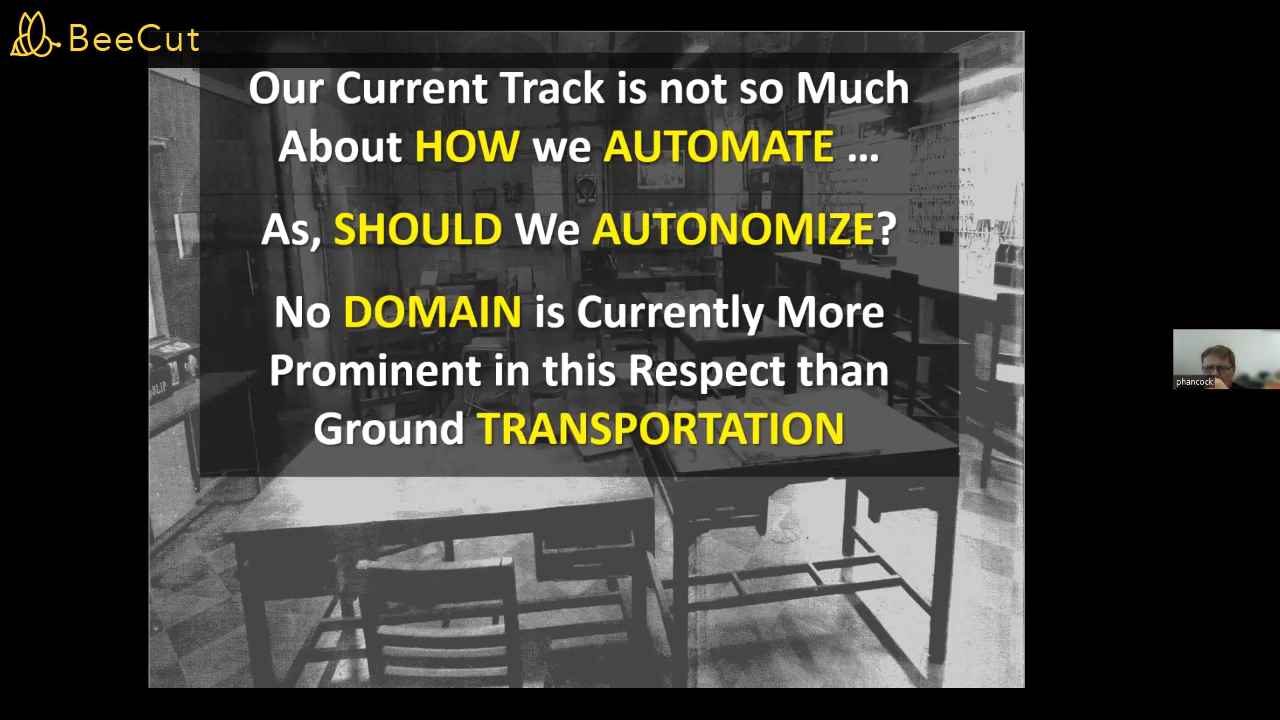 BeeCut
Our Current Track is not so Much
About HOW we AUTOMATE ...
As, SHOULD We AUTONOMIZE?
No DOMAIN is Currently More
Prominent in this Respect than
Ground TRANSPORTATION
phancock